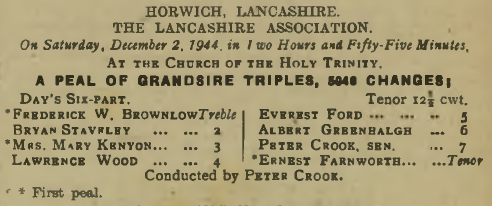 HORWICH, LANCASHIRE.
THE LANCASHIRE ASSOCIATION.
On Saturday, December 2, 1944, in Two Hours and Fifty-Five Minutes,
AT THE CHURCH OF THE HOLY TRINITY.
A PEAL OF GRANDSIRE TRIPLES, 5040 CHANGES;
DAY'S SIX-PART. Tenor 12½ cwt.
*FREDERICK W. BROWNLOW Treble EVEREST FORD ... ... ... 5
BRYAN STAVELEY ... ... 2 ALBERT GREENHALGH ... 6
*MRS. MARY KENYON... ... 3 PETER CROOK, SEN. ... 7
LAWRENCE WOOD ... ... 4 *ERNEST FARNWORTH... ... Tenor
Conducted by PETER CROOK.
* First peal.